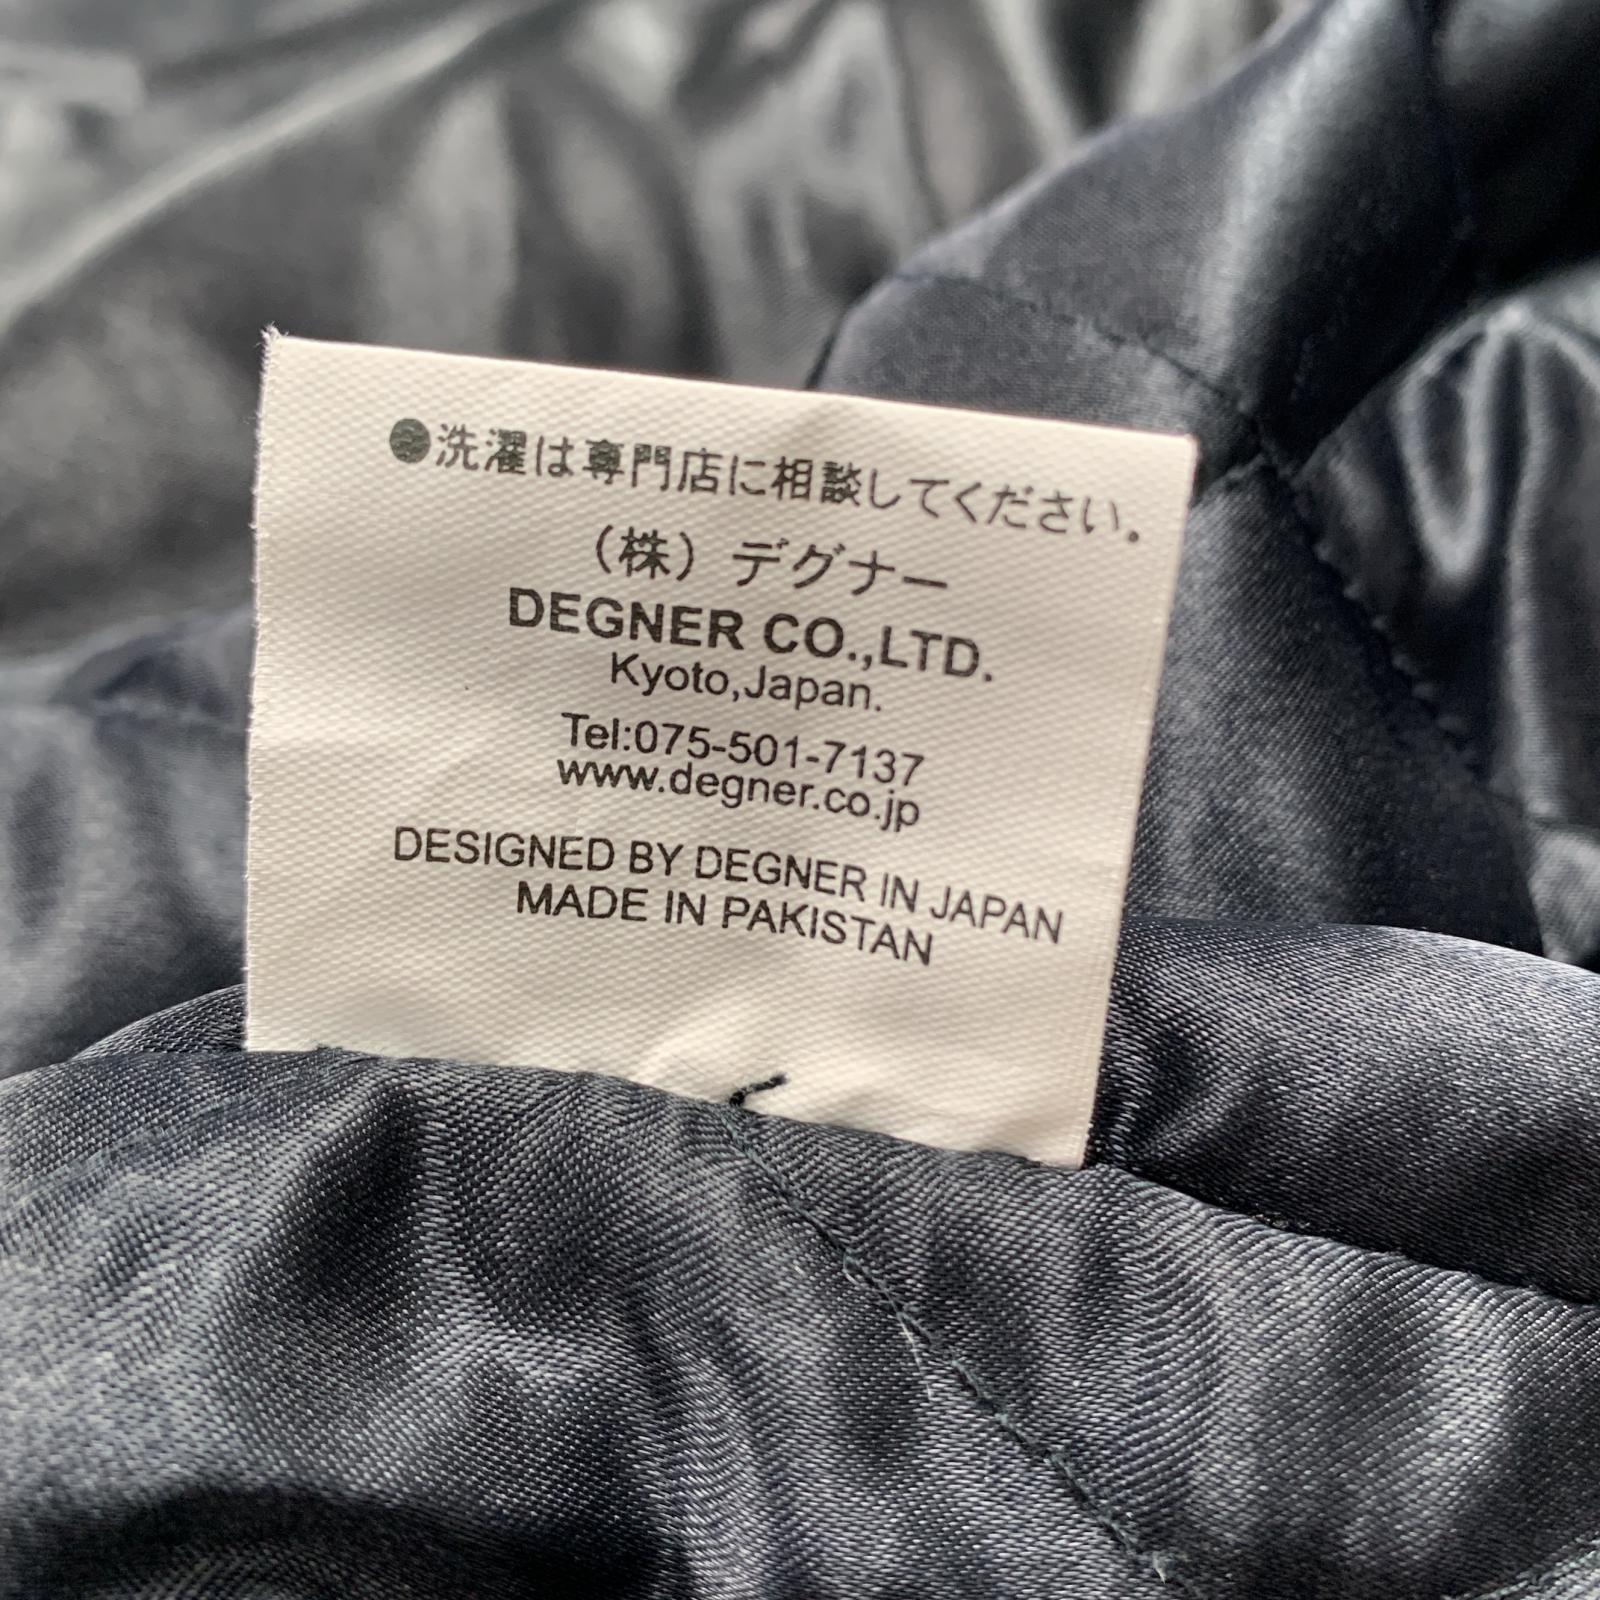 ●洗濯は専門店に相談してください。
（株）デグナー
DEGNER CO.,LTD.
Kyoto,Japan.
Tel:075-501-7137
www.degner.co.jp
DESIGNED BY DEGNER IN JAPAN
MADE IN PAKISTAN